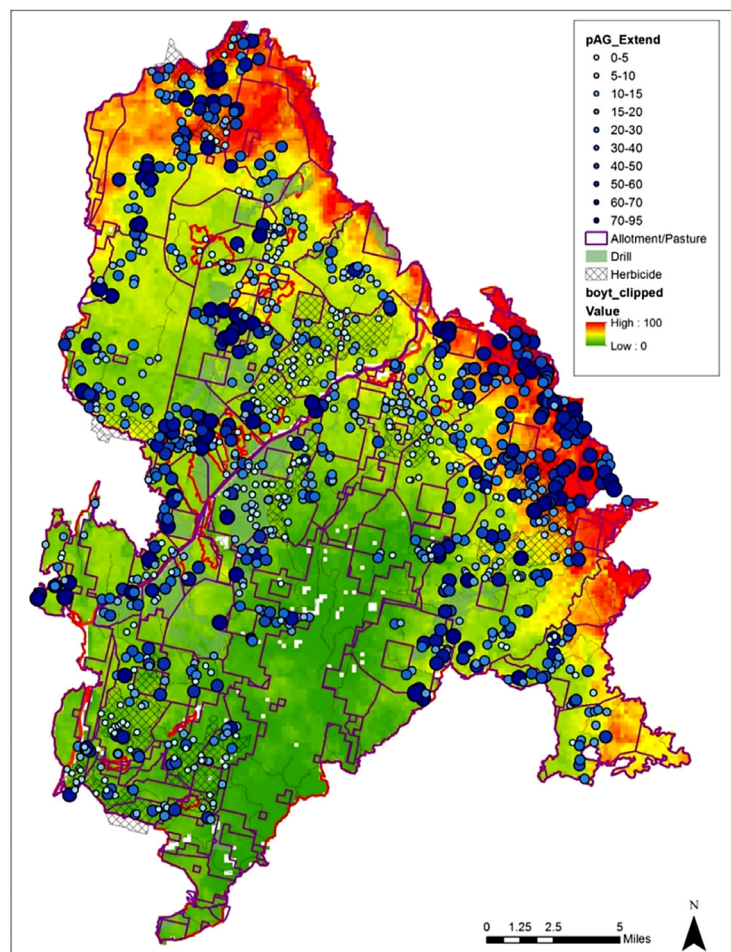 pAG_Extend
0-5
5-10
10-15
15-20
20-30
30-40
40-50
50-60
60-70
70-95
Allotment/Pasture
Drill
Herbicide
boyt_clipped
Value
High : 100
Low : 0
N
0 1.25 2.5 5
Miles